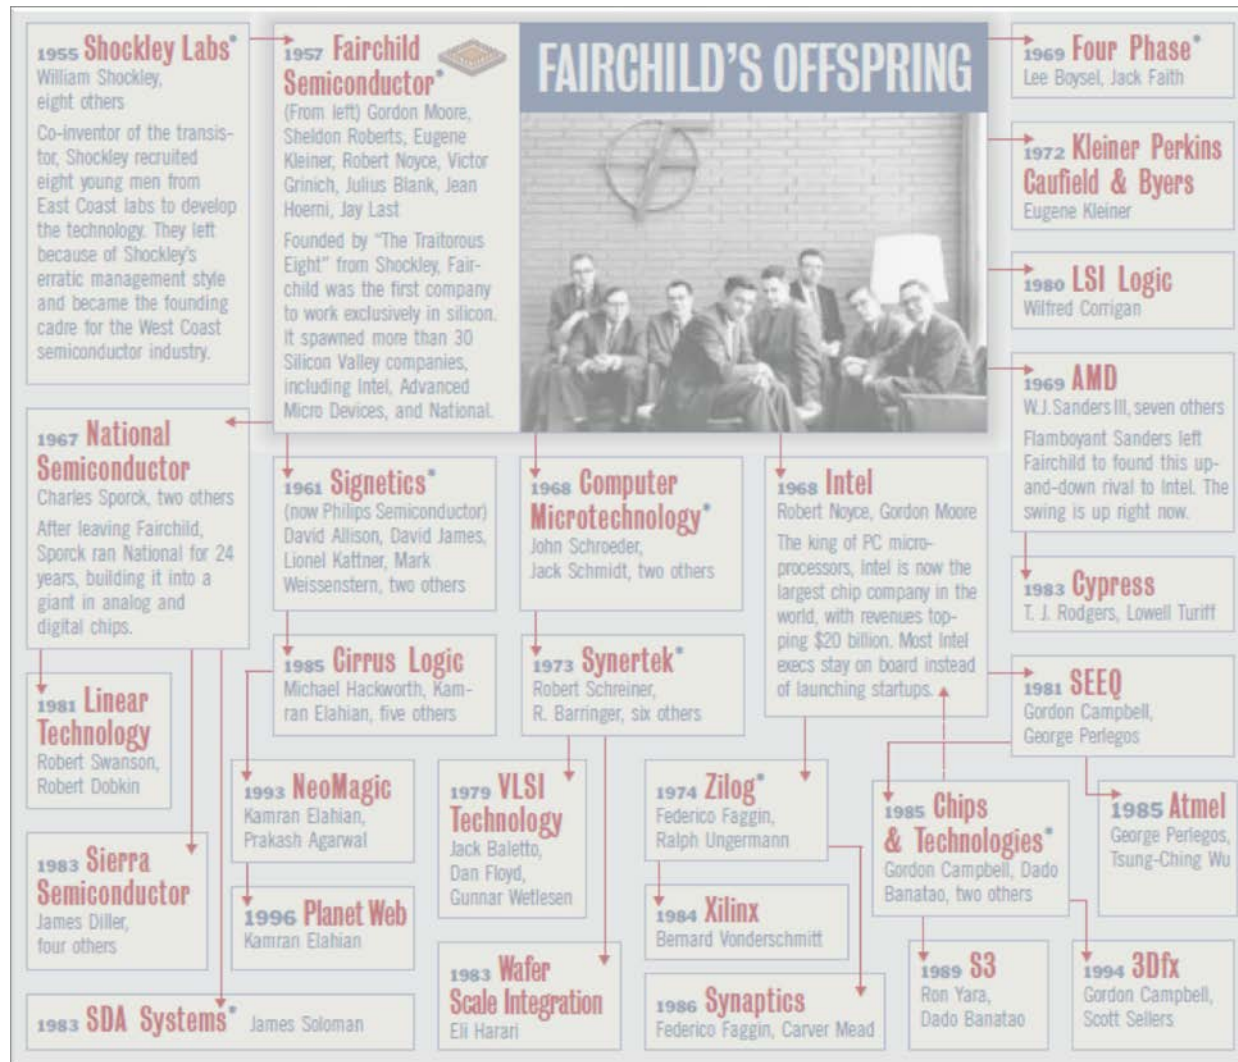 1955 Shockley Labs*
William Shockley,
eight others
Co-inventor of the transis-
tor, Shockley recruited
eight young men from
East Coast labs to develop
the technology. They left
because of Shockley's
erratic management style
and became the founding
cadre for the West Coast
semiconductor industry.
1957 Fairchild
Semiconductor*
(From left) Gordon Moore,
Sheldon Roberts, Eugene
Kleiner, Robert Noyce, Victor
Grinich, Julius Blank, Jean
Hoerni, Jay Last
Founded by “The Traitorous
Eight” from Shockley, Fair-
child was the first company
to work exclusively in silicon.
It spawned more than 30
Silicon Valley companies,
including Intel, Advanced
Micro Devices, and National.
FAIRCHILD'S OFFSPRING
1969 Four Phase*
Lee Boysel, Jack Faith
1972 Kleiner Perkins
Caufield & Byers
Eugene Kleiner
1980 LSI Logic
Wilfred Corrigan
1969 AMD
W.J.Sanders III, seven others
Flamboyant Sanders left
Fairchild to found this up-
and-down rival to Intel. The
swing is up right now.
1983 Cypress
T. J. Rodgers, Lowell Turiff
1967 National
Semiconductor
Charles Sporck, two others
After leaving Fairchild,
Sporck ran National for 24
years, building it into a
giant in analog and
digital chips.
1961 Signetics*
(now Philips Semiconductor)
David Allison, David James,
Lionel Kattner, Mark
Weissenstern, two others
1968 Computer
Microtechnology*
John Schroeder,
Jack Schmidt, two others
1968 Intel
Robert Noyce, Gordon Moore
The king of PC micro-
processors, Intel is now the
largest chip company in the
world, with revenues top-
ping $20 billion. Most Intel
execs stay on board instead
of launching startups.
1985 Cirrus Logic
Michael Hackworth, Kam-
ran Elahian, five others
1973 Synertek*
Robert Schreiner,
R. Barringer, six others
1981 SEEQ
Gordon Campbell,
George Perlegos
1981 Linear
Technology
Robert Swanson,
Robert Dobkin
1993 NeoMagic
Kamran Elahian,
Prakash Agarwal
1979 VLSI
Technology
Jack Baletto,
Dan Floyd,
Gunnar Wetlesen
1974 Zilog*
Federico Faggin,
Ralph Ungermann
1985 Chips
& Technologies*
Gordon Campbell, Dado
Banatao, two others
1985 Atmel
George Perlegos,
Tsung-Ching Wu
1983 Sierra
Semiconductor
James Diller,
four others
1996 Planet Web
Kamran Elahian
1984 Xilinx
Bernard Vonderschmitt
1983 Wafer
Scale Integration
Eli Harari
1986 Synaptics
Federico Faggin, Carver Mead
1989 S3
Ron Yara,
Dado Banatao
1994 3Dfx
Gordon Campbell,
Scott Sellers
1983 SDA Systems* James Soloman